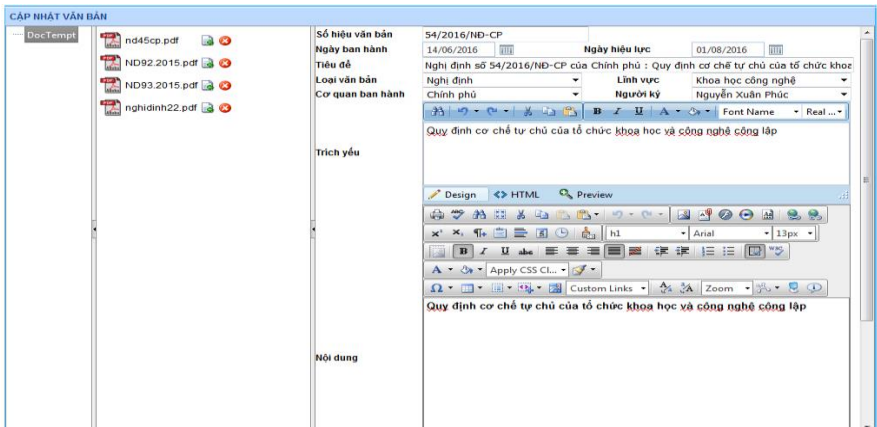 CẬP NHẬT VĂN BẢN
DocTempt
nd45cp.pdf
ND92.2015.pdf
ND93.2015.pdf
nghidinh22.pdf
Số hiệu văn bản 54/2016/NĐ-CP
Ngày ban hành 14/06/2016 Ngày hiệu lực 01/08/2016
Tiêu đề Nghị định số 54/2016/NĐ-CP của Chính phủ : Quy định cơ chế tự chủ của tổ chức khoa
Loại văn bản Nghị định Lĩnh vực Khoa học công nghệ
Cơ quan ban hành Chính phủ Người ký Nguyễn Xuân Phúc
B I U A Font Name Real ...
Quy định cơ chế tự chủ của tổ chức khoa học và công nghệ công lập
Trích yếu
Design HTML Preview
h1 Arial 13px
B I U abc
A Apply CSS Cl...
Custom Links Zoom
Quy định cơ chế tự chủ của tổ chức khoa học và công nghệ công lập
Nội dung